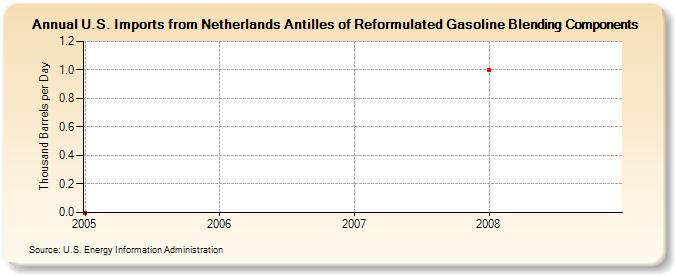 Annual U.S. Imports from Netherlands Antilles of Reformulated Gasoline Blending Components
Thousand Barrels per Day
1.2
1.0
0.8
0.6
0.4
0.2
0.0
2005 2006 2007 2008
Source: U.S. Energy Information Administration